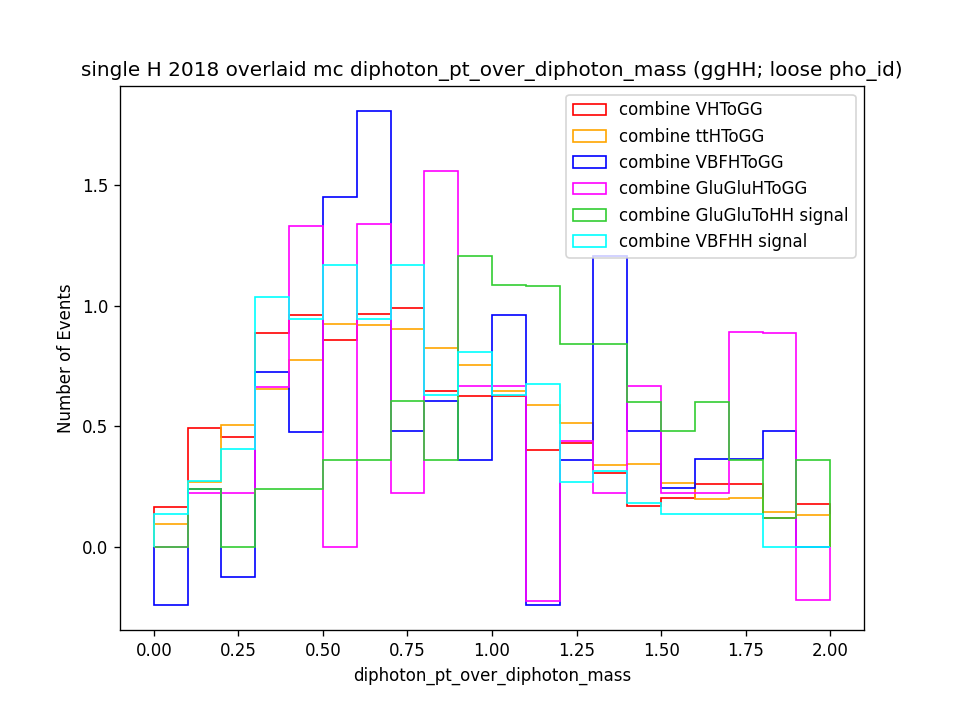 single H 2018 overlaid mc diphoton_pt_over_diphoton_mass (ggHH; loose pho_id)
combine VHToGG
combine ttHToGG
combine VBFHToGG
combine GluGluHToGG
combine GluGluToHH signal
combine VBFHH signal
Number of Events
1.5
1.0
0.5
0.0
0.00 0.25 0.50 0.75 1.00 1.25 1.50 1.75 2.00
diphoton_pt_over_diphoton_mass